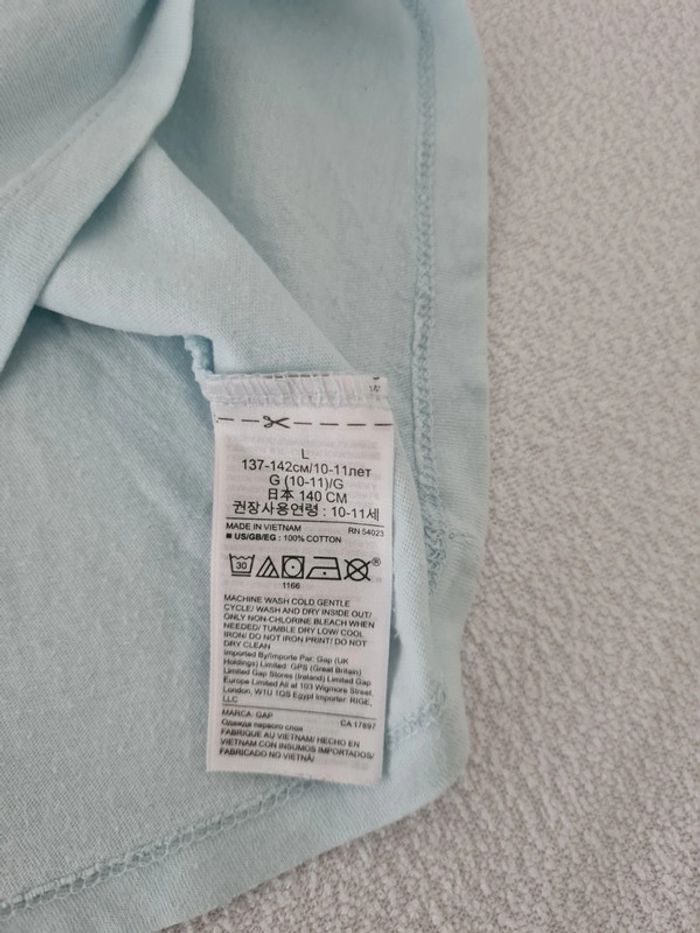 L
137-142см/10-11лет
G (10-11)/G
日本 140 CM
권장사용연령 : 10-11세
MADE IN VIETNAM RN 54023
■ US/GB/EG : 100% COTTON
30
®
1166
MACHINE WASH COLD GENTLE
CYCLE/ WASH AND DRY INSIDE OUT/
ONLY NON-CHLORINE BLEACH WHEN
NEEDED/ TUMBLE DRY LOW/ COOL
IRON/ DO NOT IRON PRINT/ DO NOT
DRY CLEAN
Imported By/Importe Par: Gap (UK
Holdings) Limited: GPS (Great Britain)
Limited Gap Stores (Ireland) Limited Gap
Europe Limited All at 103 Wigmore Street,
London, W1U 1QS Egypt Importer: RIGE,
LLC
MARCA: GAP CA 17897
Одежда первого слоя
FABRIQUE AU VIETNAM/ HECHO EN
VIETNAM CON INSUMOS IMPORTADOS/
FABRICADO NO VIETNÃ/